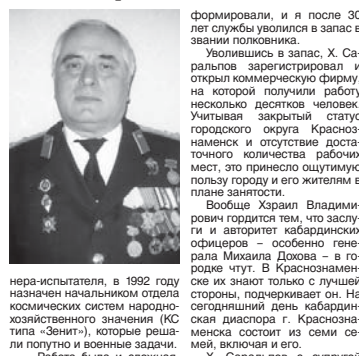 нера-испытателя, в 1992 году
назначен начальником отдела
космических систем народно-
хозяйственного значения (КС
типа «Зенит»), которые реша-
ли попутно и военные задачи.
формировали, и я после 30
лет службы уволился в запас в
звании полковника.
Уволившись в запас, Х. Са-
ральпов зарегистрировал и
открыл коммерческую фирму,
на которой получили работу
несколько десятков человек.
Учитывая закрытый статус
городского округа Красноз-
наменск и отсутствие доста-
точного количества рабочих
мест, это принесло ощутимую
пользу городу и его жителям в
плане занятости.
Вообще Хзраил Владими-
рович гордится тем, что заслу-
ги и авторитет кабардинских
офицеров – особенно гене-
рала Михаила Дохова – в го-
родке чтут. В Краснознамен-
ске их знают только с лучшей
стороны, подчеркивает он. На
сегодняшний день кабардин-
ская диаспора г. Краснозна-
менска состоит из семи се-
мей, включая и его.